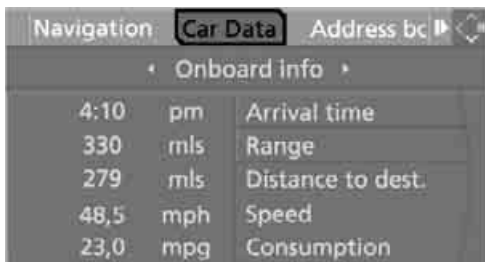 Navigation Car Data Address bc
Onboard info
4:10 pm Arrival time
330 mls Range
279 mls Distance to dest.
48,5 mph Speed
23,0 mpg Consumption